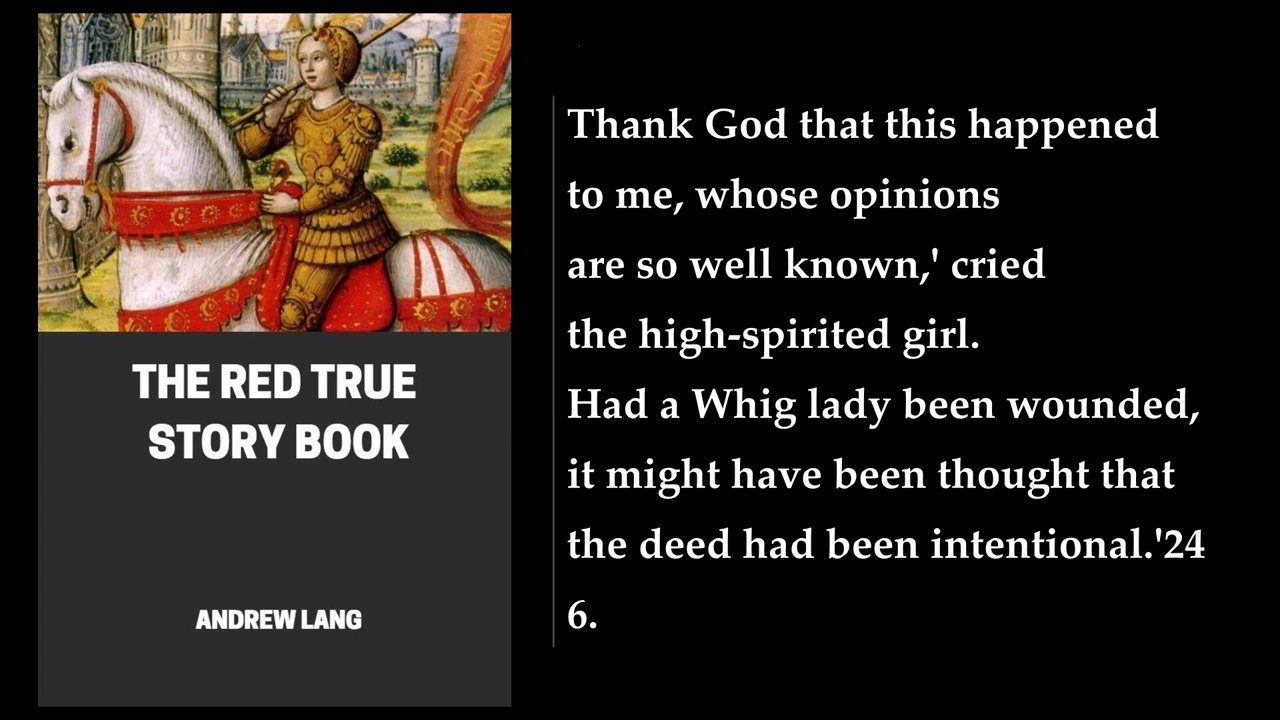 THE RED TRUE
STORY BOOK
ANDREW LANG
Thank God that this happened
to me, whose opinions
are so well known,' cried
the high-spirited girl.
Had a Whig lady been wounded,
it might have been thought that
the deed had been intentional.'24
6.